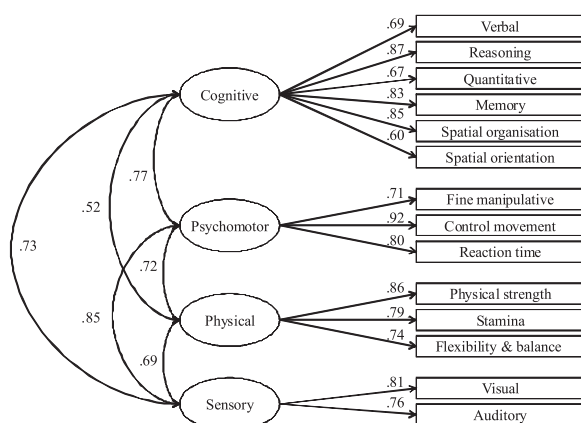 .69 Verbal
.87 Reasoning
.67 Quantitative
Cognitive
.83 Memory
.85 Spatial organisation
.60 Spatial orientation
.77
.71 Fine manipulative
.52
Psychomotor
.92 Control movement
.73
.80 Reaction time
.72
.86 Physical strength
.85
Physical
.79 Stamina
.74 Flexibility & balance
.69
.81 Visual
Sensory
.76 Auditory